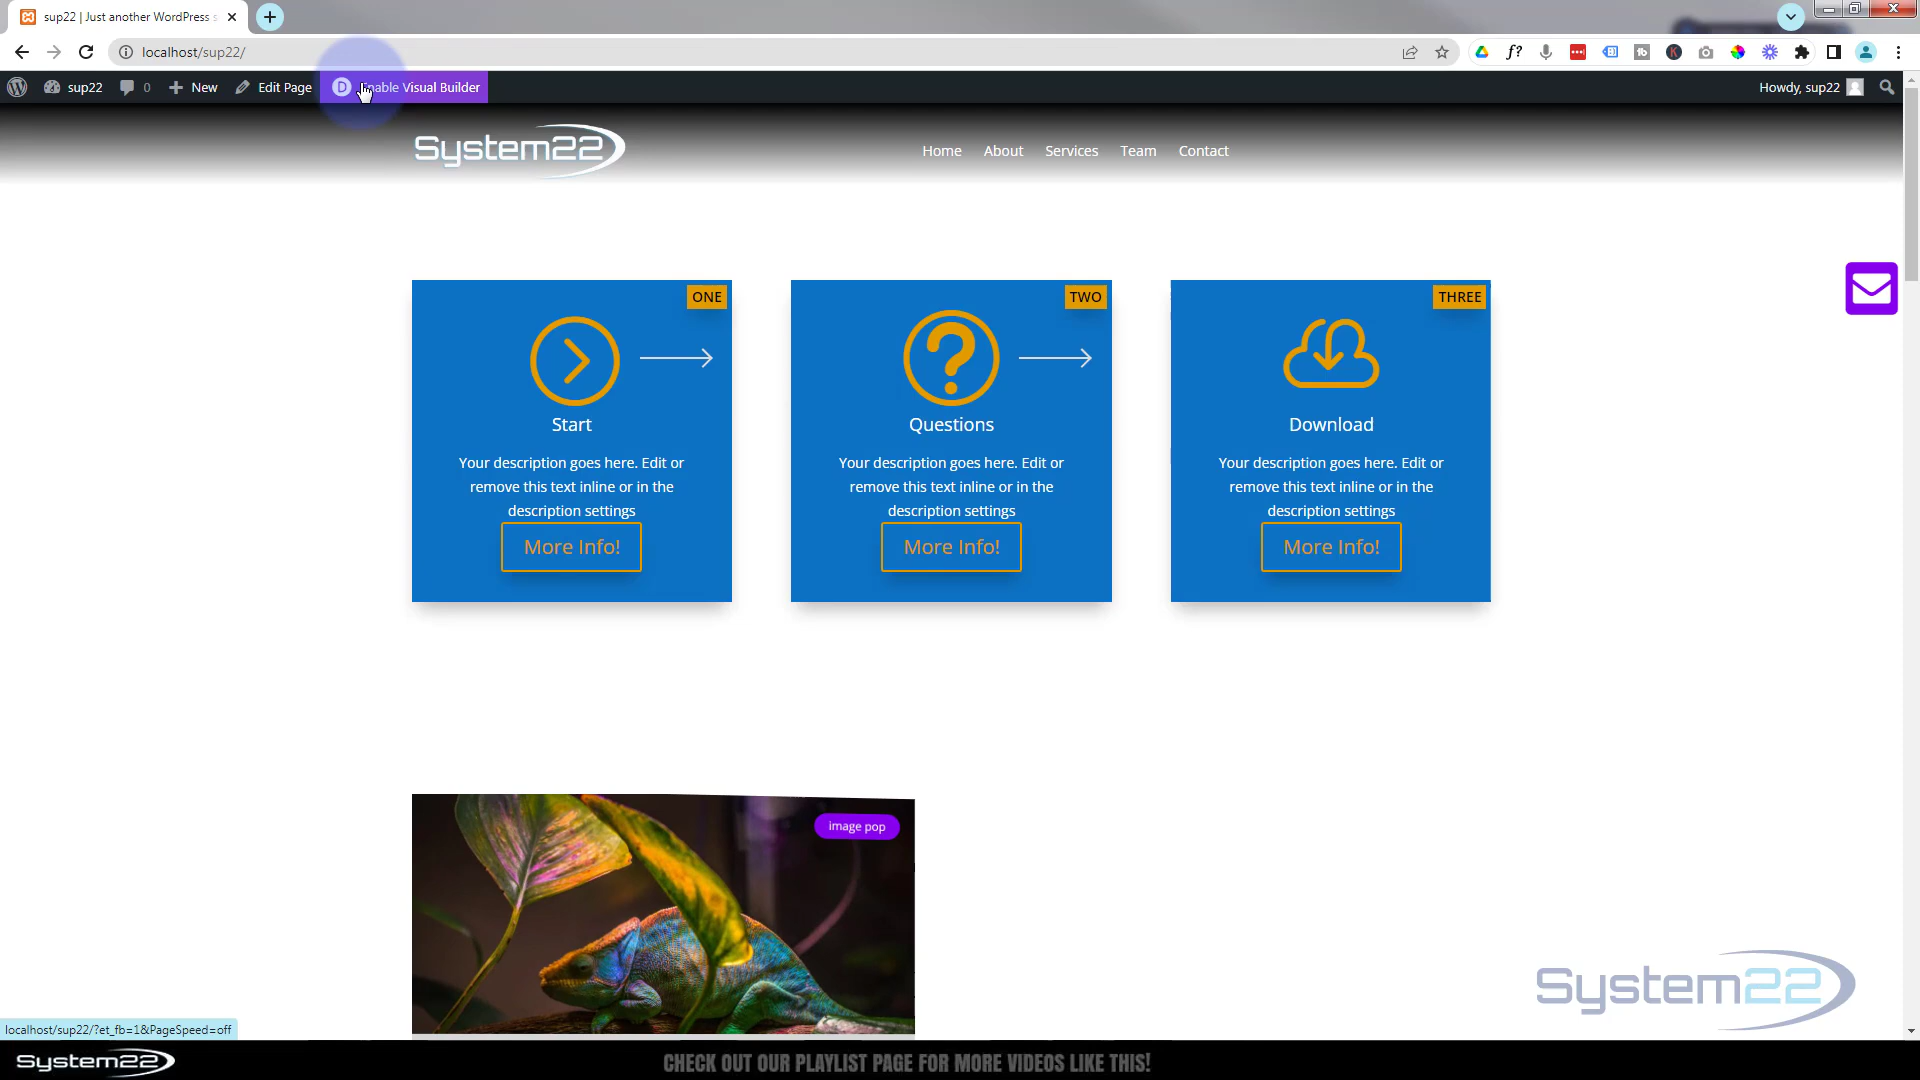 sup22 | Just another WordPress s
localhost/sup22/
sup22
0
New
Edit Page
Enable Visual Builder
Howdy, sup22
System22
Home
About
Services
Team
Contact
ONE
Start
Your description goes here. Edit or
remove this text inline or in the
description settings
More Info!
TWO
Questions
Your description goes here. Edit or
remove this text inline or in the
description settings
More Info!
THREE
Download
Your description goes here. Edit or
remove this text inline or in the
description settings
More Info!
image pop
System22
localhost/sup22/?et_fb=1&PageSpeed=off
System22
CHECK OUT OUR PLAYLIST PAGE FOR MORE VIDEOS LIKE THIS!